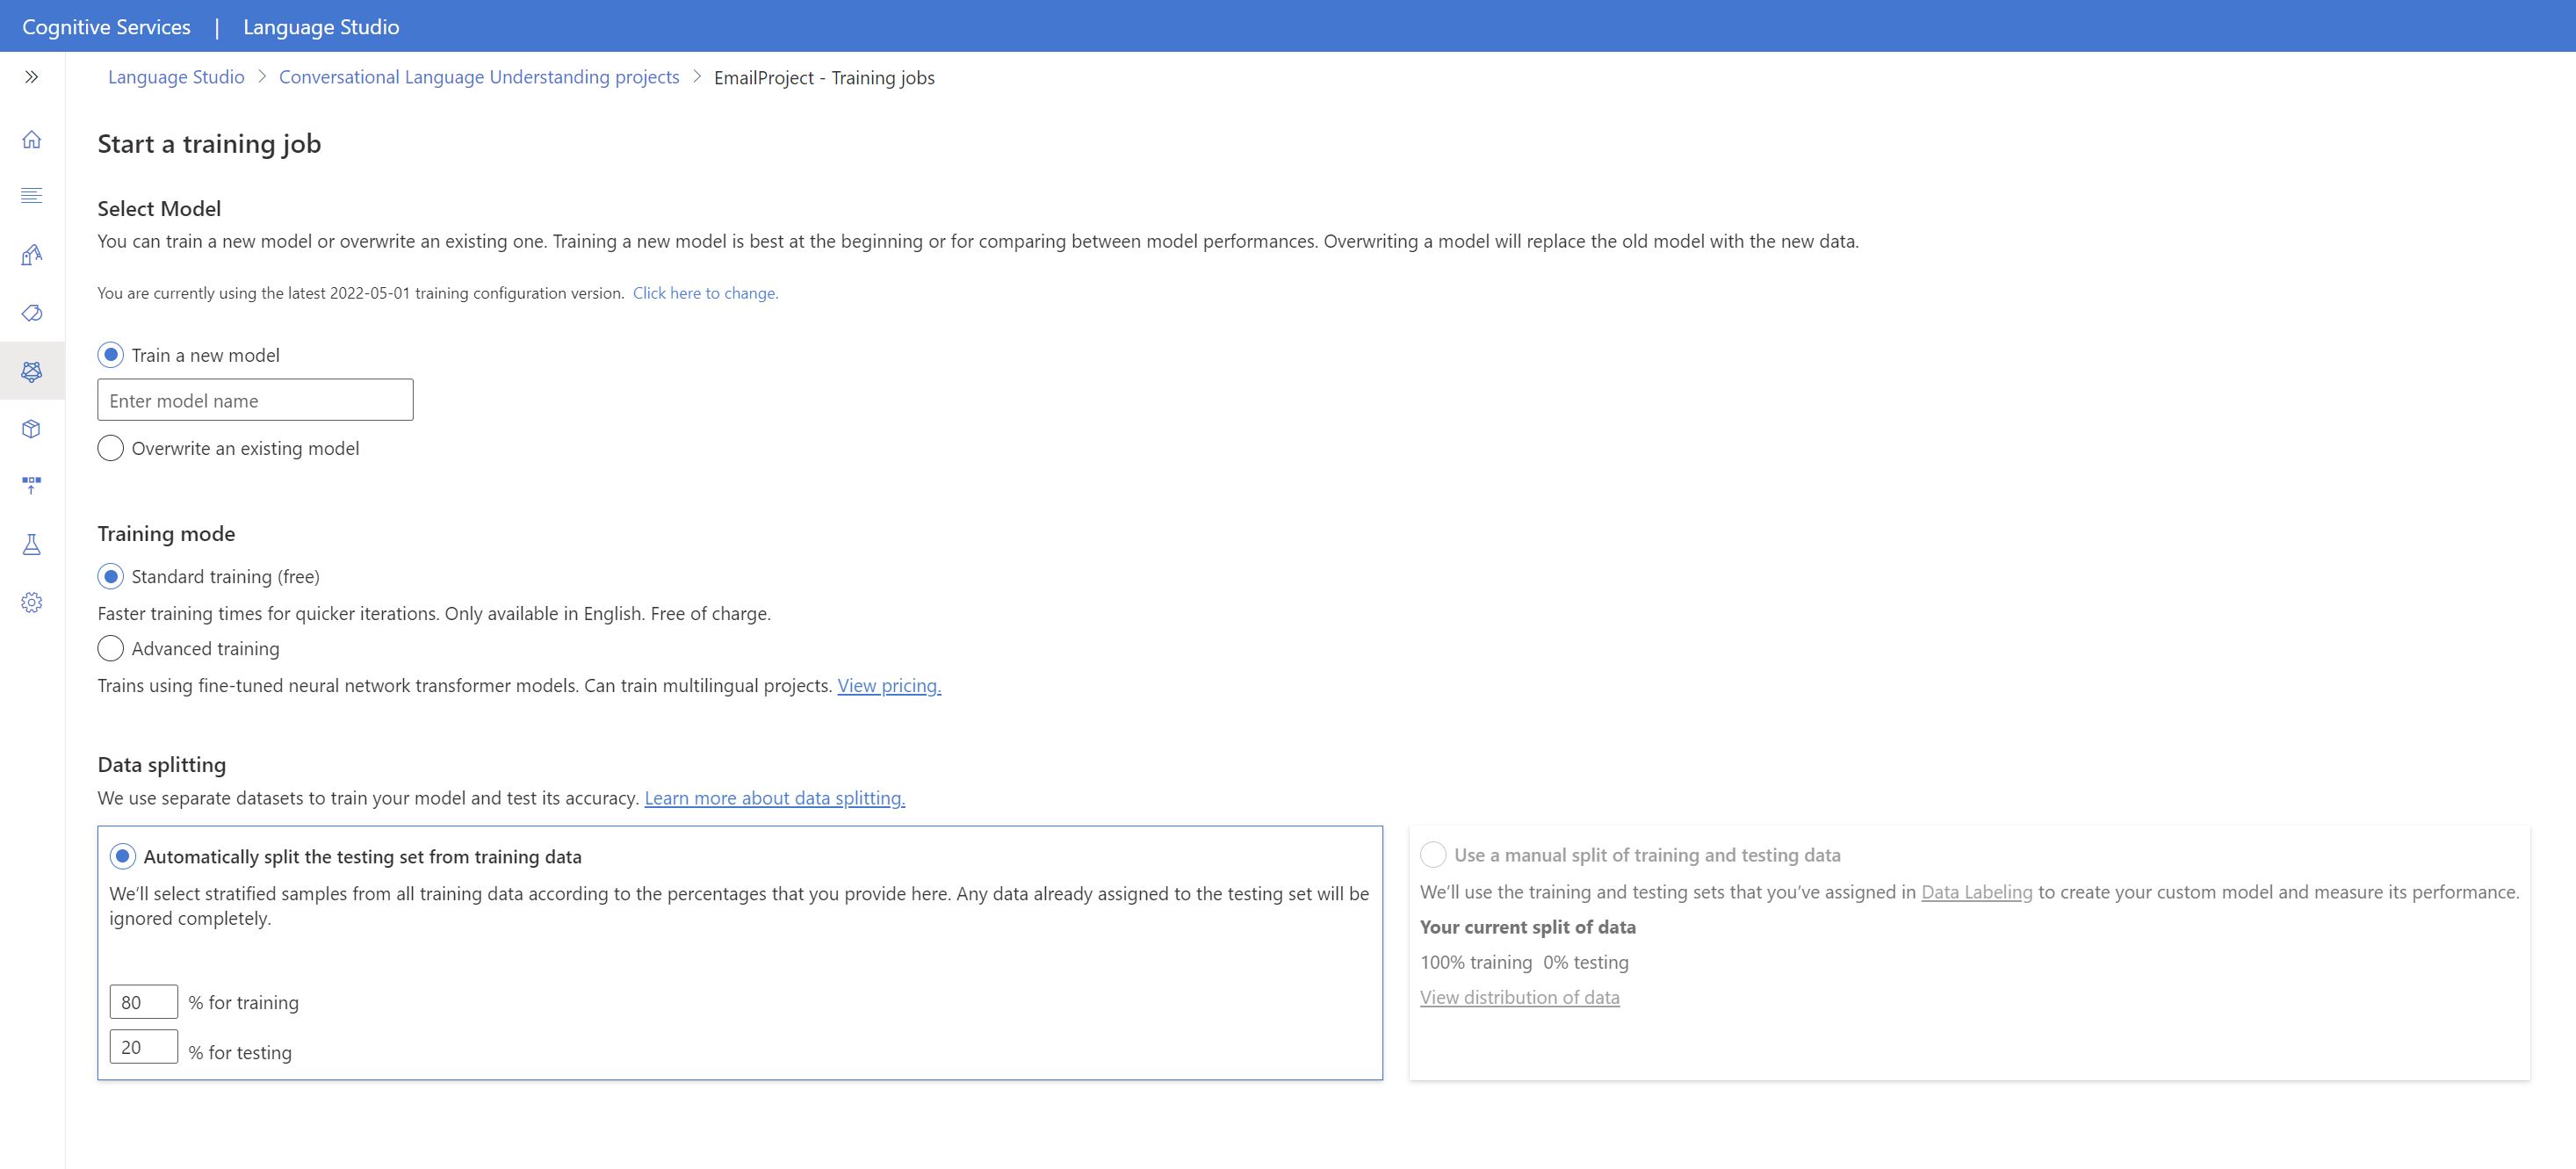 Cognitive Services | Language Studio
Language Studio > Conversational Language Understanding projects > EmailProject - Training jobs
Start a training job
Select Model
You can train a new model or overwrite an existing one. Training a new model is best at the beginning or for comparing between model performances. Overwriting a model will replace the old model with the new data.
You are currently using the latest 2022-05-01 training configuration version. Click here to change.
Train a new model
Enter model name
Overwrite an existing model
Training mode
Standard training (free)
Faster training times for quicker iterations. Only available in English. Free of charge.
Advanced training
Trains using fine-tuned neural network transformer models. Can train multilingual projects. View pricing.
Data splitting
We use separate datasets to train your model and test its accuracy. Learn more about data splitting.
Automatically split the testing set from training data
We'll select stratified samples from all training data according to the percentages that you provide here. Any data already assigned to the testing set will be
ignored completely.
80 % for training
20 % for testing
Use a manual split of training and testing data
We'll use the training and testing sets that you've assigned in Data Labeling to create your custom model and measure its performance.
Your current split of data
100% training 0% testing
View distribution of data